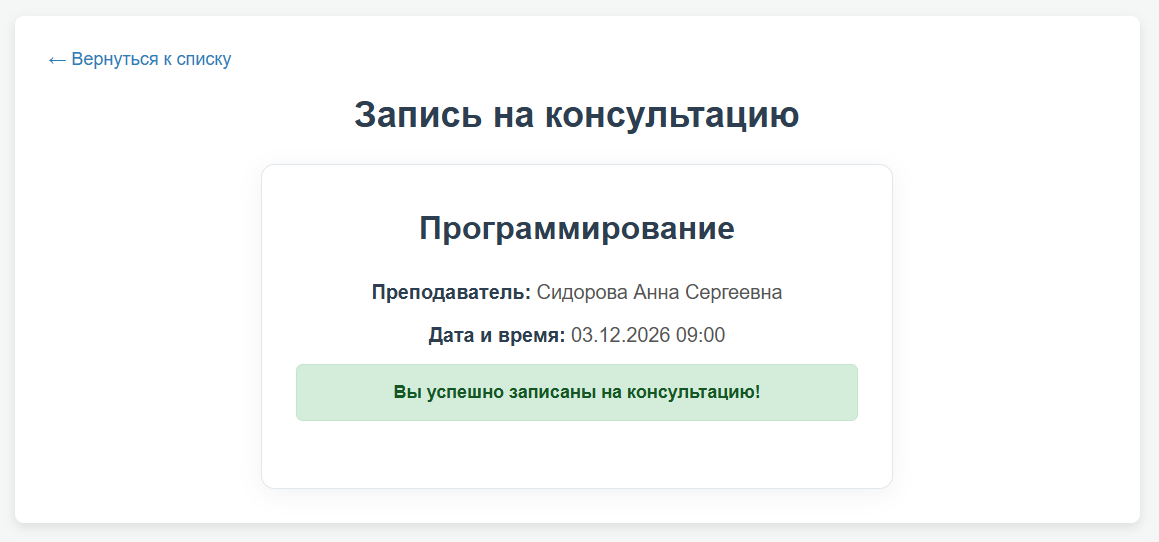 ← Вернуться к списку
Запись на консультацию
Программирование
Преподаватель: Сидорова Анна Сергеевна
Дата и время: 03.12.2026 09:00
Вы успешно записаны на консультацию!